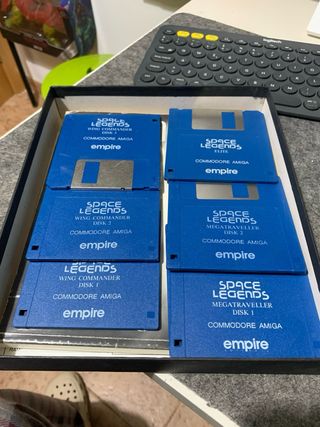 SPACE
LEGENDS
WING COMMANDER
DISK 3
COMMODORE AMIGA
empire
SPACE
LEGENDS
WING COMMANDER
DISK 2
COMMODORE AMIGA
empire
SPACE
LEGENDS
WING COMMANDER
DISK 1
COMMODORE AMIGA
empire
SPACE
LEGENDS
ELITE
COMMODORE AMIGA
empire
SPACE
LEGENDS
MEGATRAVELLER
DISK 2
COMMODORE AMIGA
empire
SPACE
LEGENDS
MEGATRAVELLER
DISK 1
COMMODORE AMIGA
empire